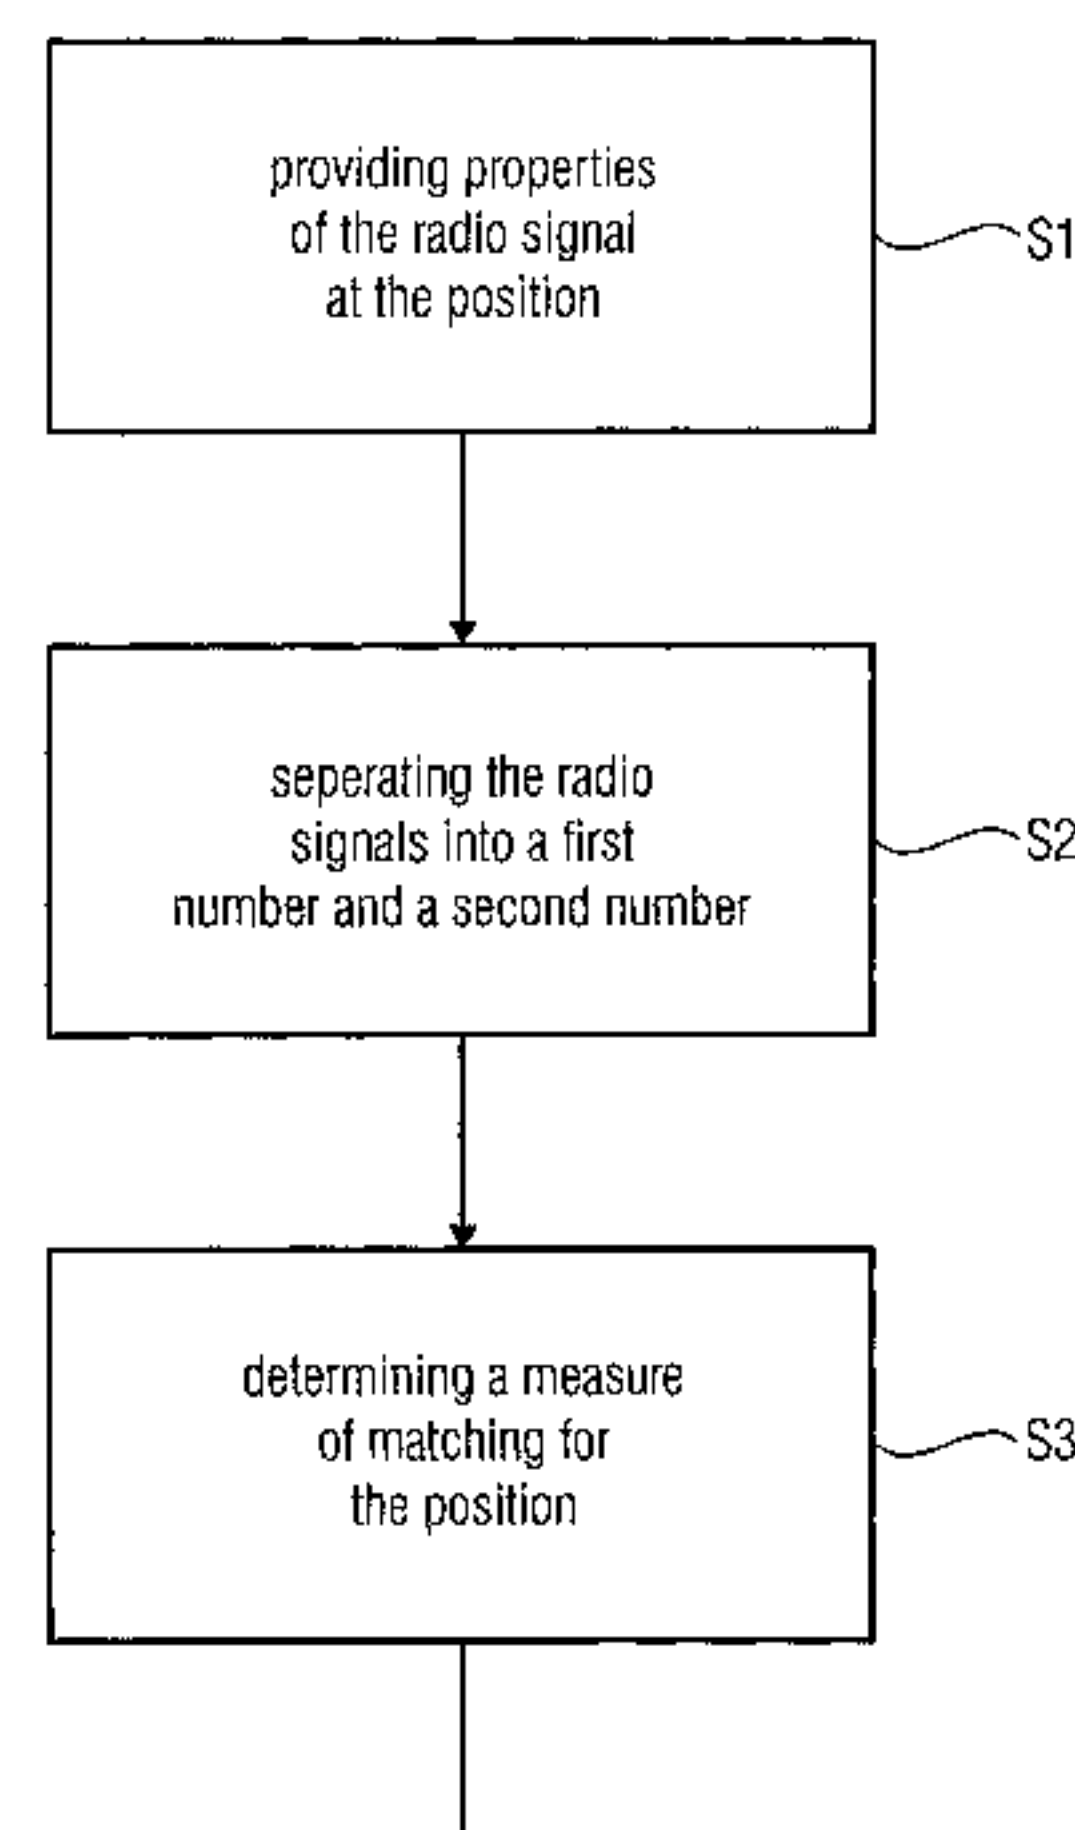 providing properties
of the radio signal
at the position
S1
seperating the radio
signals into a first
number and a second number
S2
determining a measure
of matching for
the position
S3